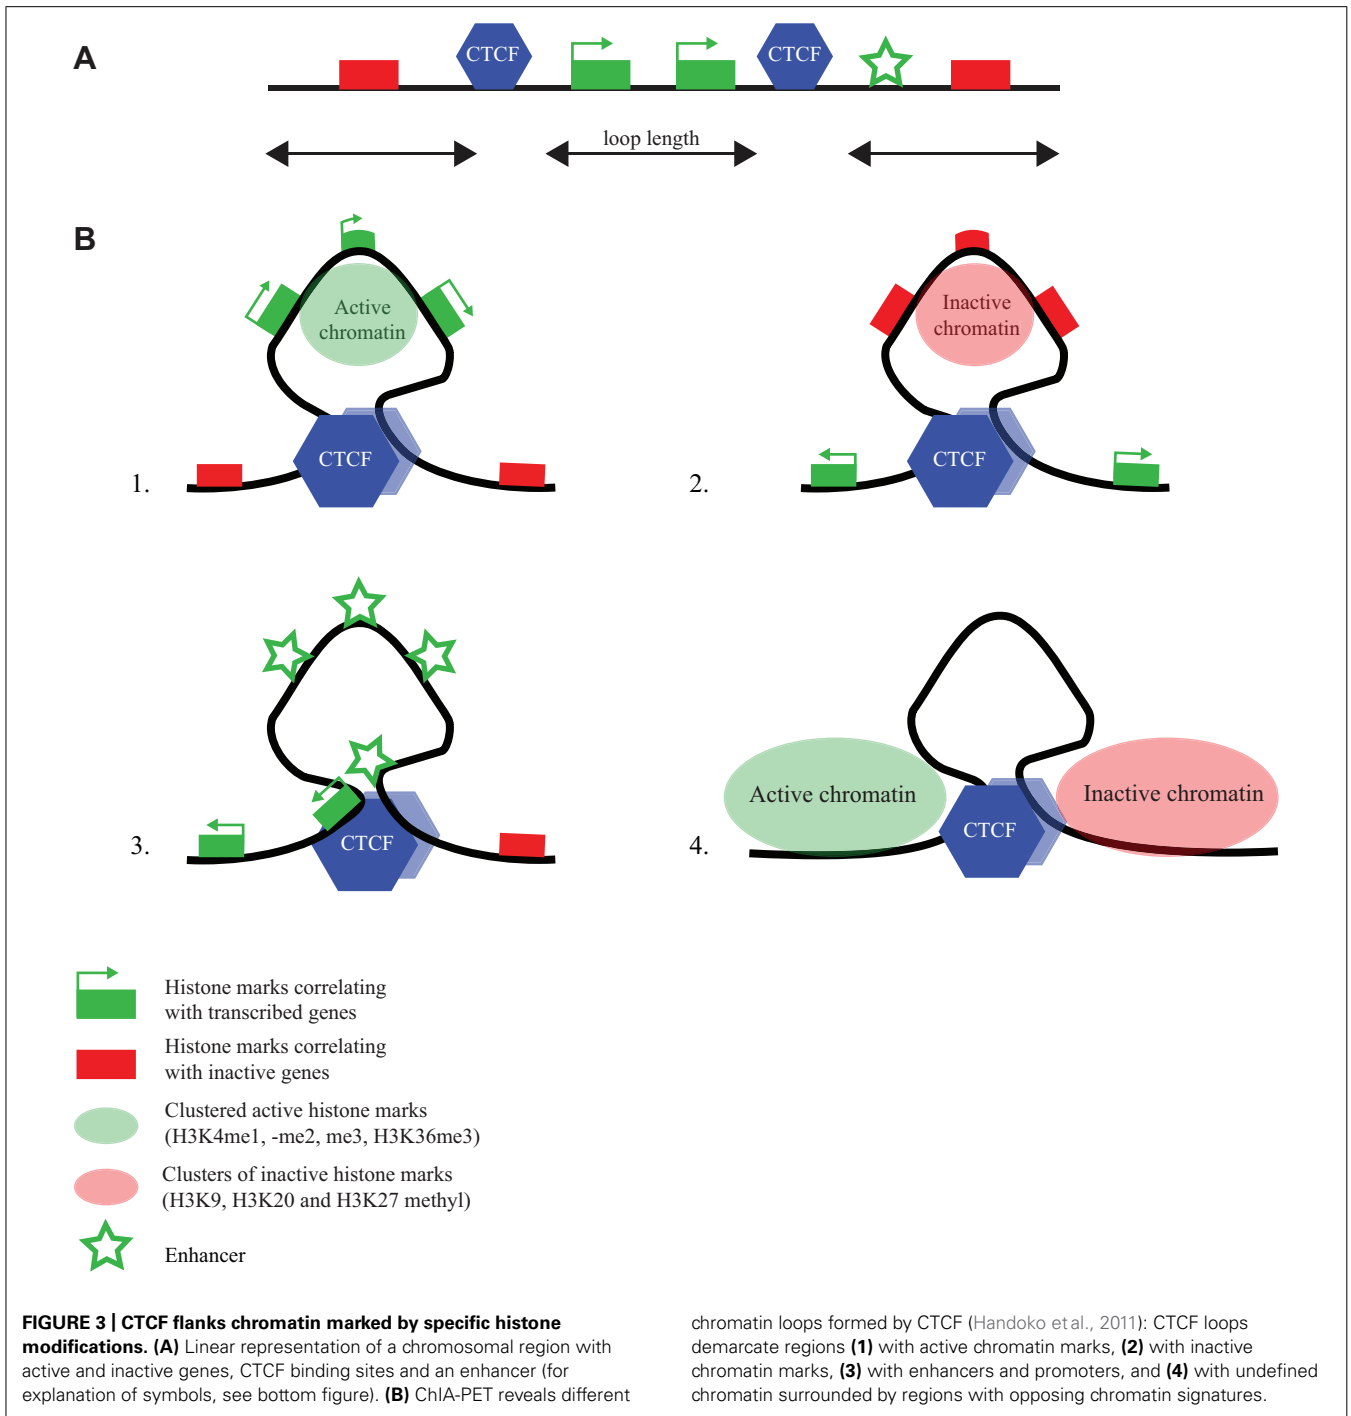 A
CTCF
CTCF
loop length
B
Active
chromatin
CTCF
1.
Inactive
chromatin
CTCF
2.
CTCF
3.
Active chromatin
Inactive chromatin
CTCF
4.
Histone marks correlating
with transcribed genes
Histone marks correlating
with inactive genes
Clustered active histone marks
(H3K4me1, -me2, me3, H3K36me3)
Clusters of inactive histone marks
(H3K9, H3K20 and H3K27 methyl)
Enhancer
FIGURE 3 | CTCF flanks chromatin marked by specific histone
modifications. (A) Linear representation of a chromosomal region with
active and inactive genes, CTCF binding sites and an enhancer (for
explanation of symbols, see bottom figure). (B) ChIA-PET reveals different
chromatin loops formed by CTCF (Handoko et al., 2011): CTCF loops
demarcate regions (1) with active chromatin marks, (2) with inactive
chromatin marks, (3) with enhancers and promoters, and (4) with undefined
chromatin surrounded by regions with opposing chromatin signatures.